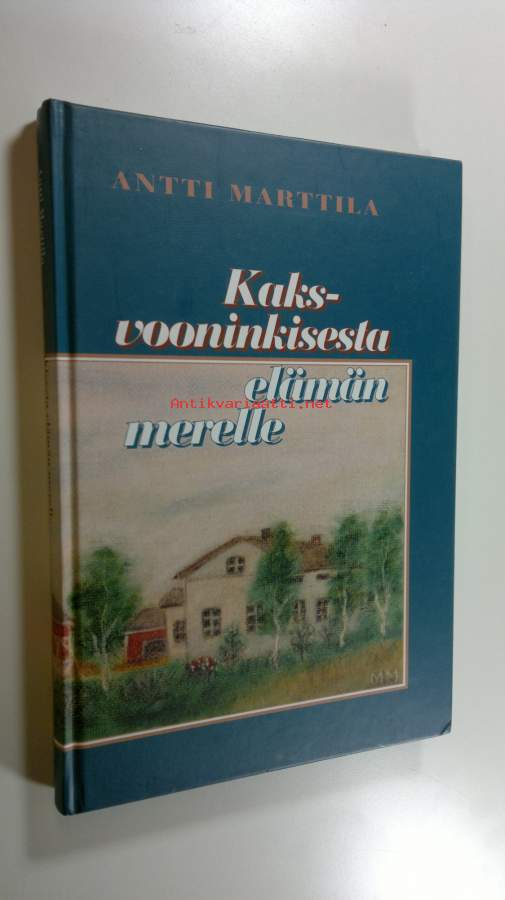 ANTTI MARTTILA
Kaks-
vooninkisesta
elämän
Antikvariaatti.net
merelle
MM